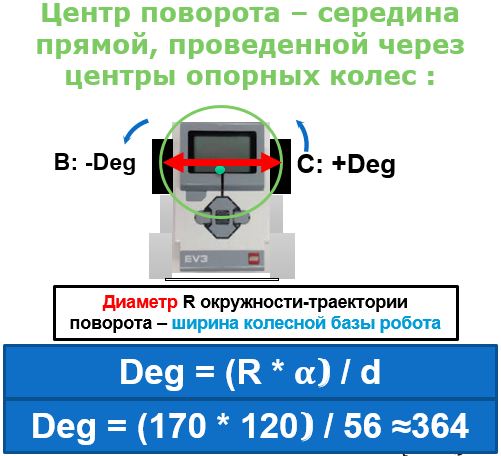 Центр поворота – середина
прямой, проведенной через
центры опорных колес :
B: -Deg
C: +Deg
EV3
LEGO
Диаметр R окружности-траектории
поворота – ширина колесной базы робота
Deg = (R * α) / d
Deg = (170 * 120) / 56 ≈364